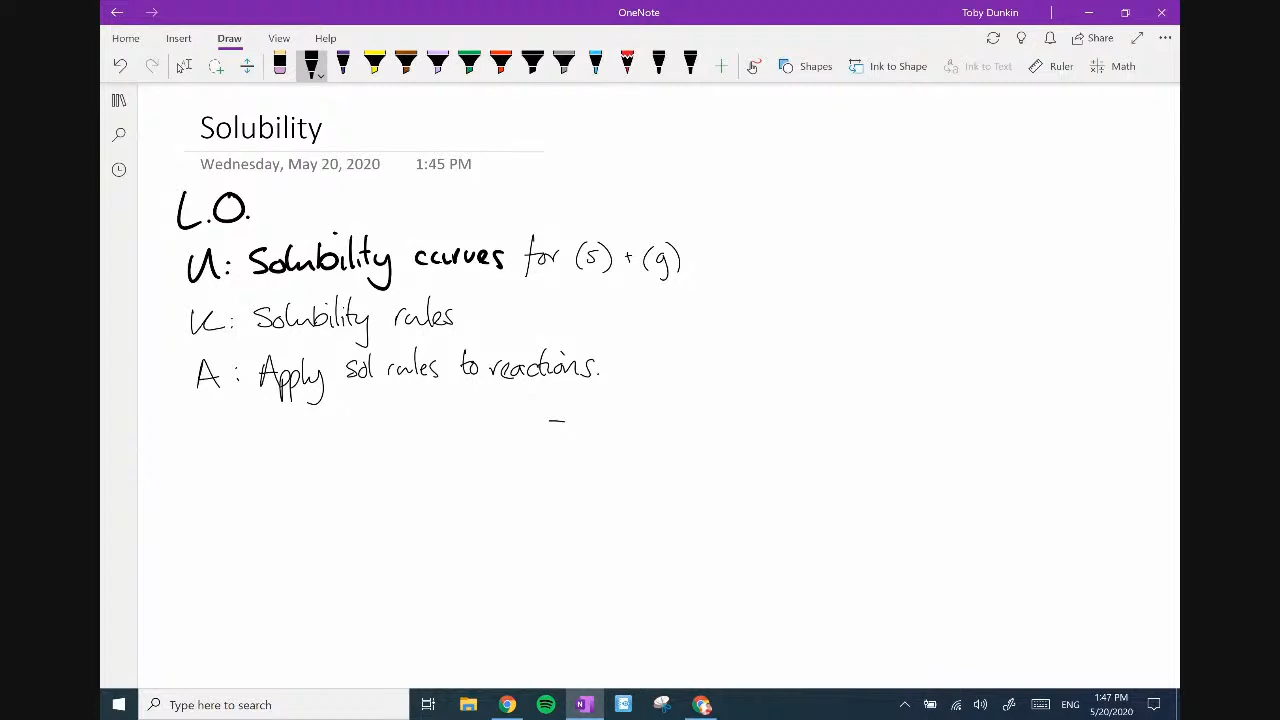 OneNote
Toby Dunkin
Home Insert Draw View Help
Share
Shapes Ink to Shape Ink to Text Ruler Math
Solubility
Wednesday, May 20, 2020 1:45 PM
L.O.
U: Solubility curves for (s) + (g)
K: Solubility rules
A: Apply sol rules to reactions.
Type here to search
ENG
1:47 PM
5/20/2020